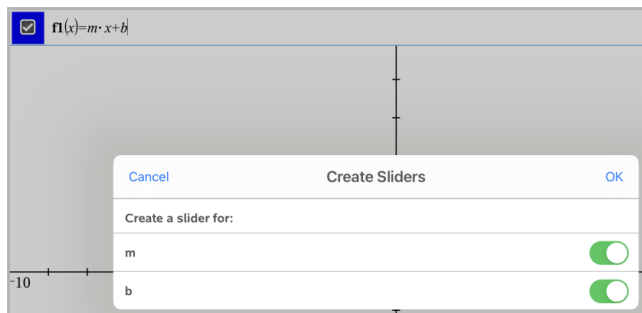 f1(x)=m·x+b
Cancel Create Sliders OK
Create a slider for:
m
b
-10